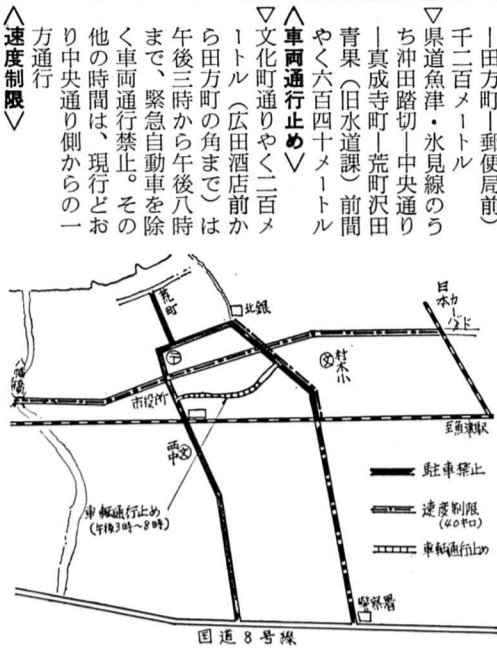 ―田方町―郵便局前)
千二百メートル
▽県道魚津・氷見線のう
ち沖田踏切―中央通り
―真成寺町―荒町沢田
青果(旧水道課)前間
やく六百四十メートル
〈車両通行止め〉
▽文化町通りやく二百メ
ートル(広田酒店前か
ら田方町の角まで)は
午後三時から午後八時
まで、緊急自動車を除
く車両通行禁止。その
他の時間は、現行どお
り中央通り側からの一
方通行
〈速度制限〉
荒町
北銀
日本カーバイド
八幡橋
下
文
村木小
市役所
至魚津駅
西中
文
駐車禁止
速度制限
(40キロ)
車輌通行止め
車輌通行止め
(午後3時~8時)
警察署
国道8号線